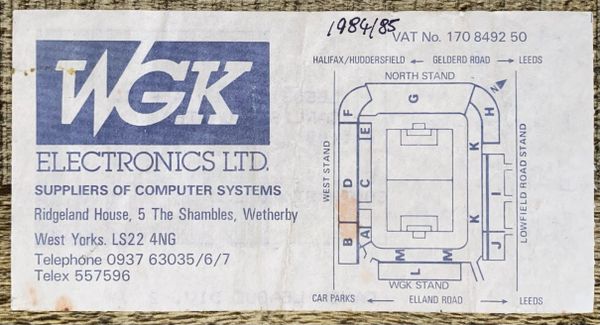 1984/85
VAT No. 170 8492 50
WGK
ELECTRONICS LTD.
SUPPLIERS OF COMPUTER SYSTEMS
Ridgeland House, 5 The Shambles, Wetherby
West Yorks. LS22 4NG
Telephone 0937 63035/6/7
Telex 557596
HALIFAX/HUDDERSFIELD ← GELDERD ROAD → LEEDS
NORTH STAND
N
F
G
H
E
K
WEST STAND
D
C
I
LOWFIELD ROAD STAND
K
B
A
J
M
M
L
WGK STAND
CAR PARKS ← ELLAND ROAD → LEEDS